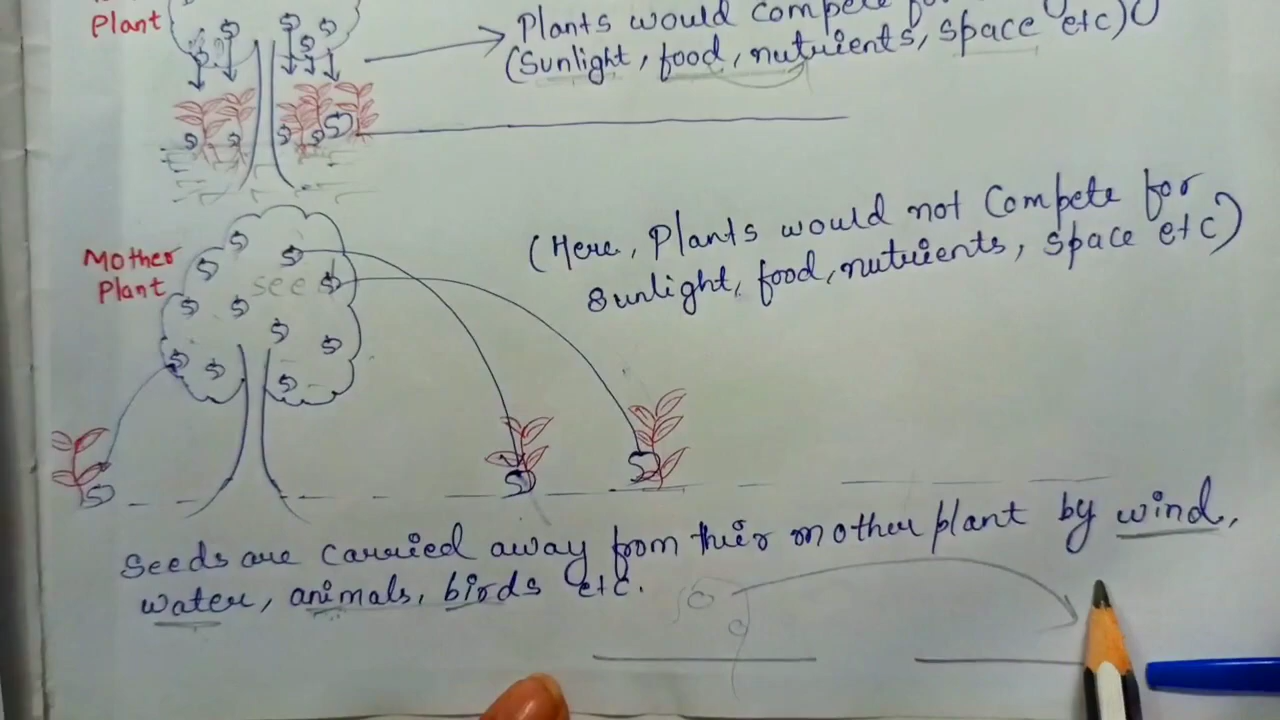 Plant
Plants would compete
(Sunlight, food, nutrients, space etc)
Mother
Plant
see
(Here, Plants would not Compete for
Sunlight, food, nutrients, space etc)
Seeds are carried away from their mother plant by wind,
water, animals, birds etc.